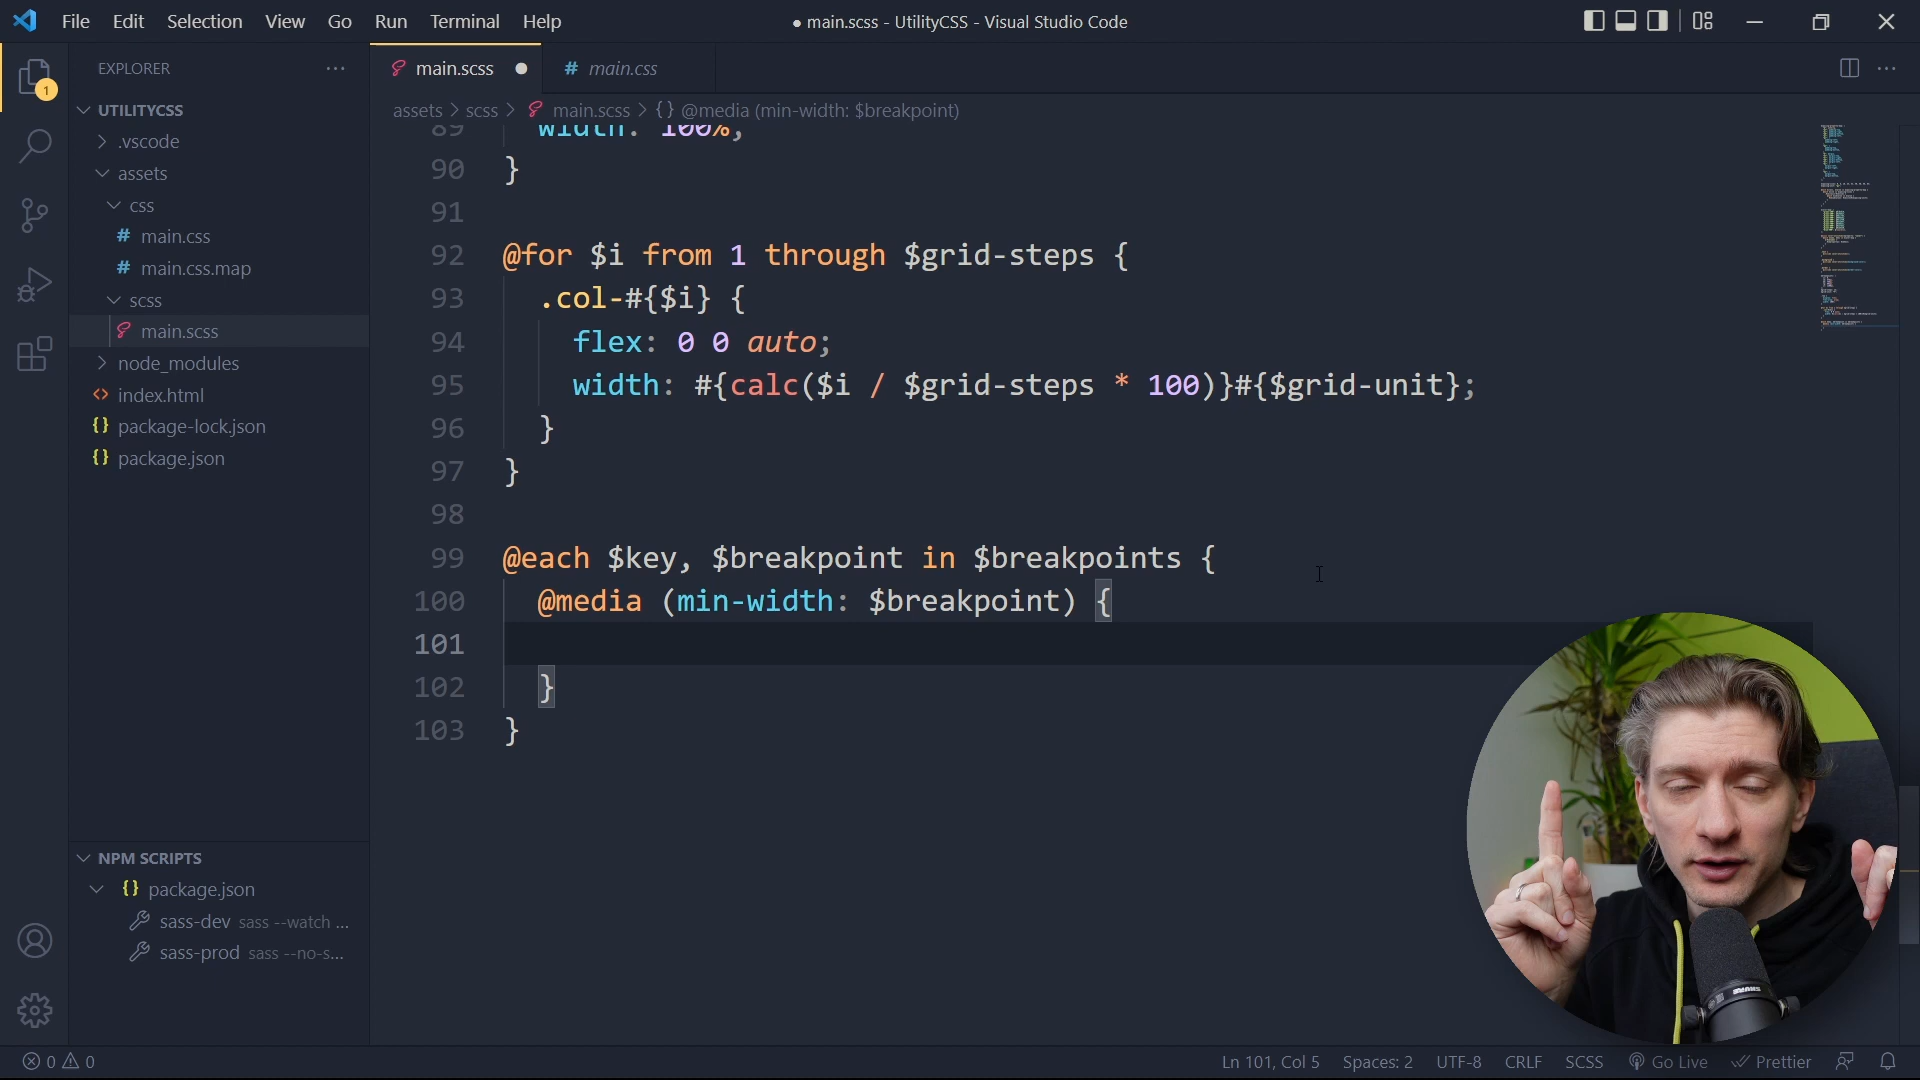 File Edit Selection View Go Run Terminal Help
● main.scss - UtilityCSS - Visual Studio Code
EXPLORER ···
1
main.scss ●
# main.css
assets > scss > main.scss > {} @media (min-width: $breakpoint)
UTILITYCSS
.vscode
assets
css
# main.css
# main.css.map
scss
main.scss
node_modules
<> index.html
{} package-lock.json
{} package.json
NPM SCRIPTS
{} package.json
sass-dev sass --watch ...
sass-prod sass --no-s...
89 width: 100%;
90 }
91
92 @for $i from 1 through $grid-steps {
93 .col-#{$i} {
94 flex: 0 0 auto;
95 width: #{calc($i / $grid-steps * 100)}#{$grid-unit};
96 }
97 }
98
99 @each $key, $breakpoint in $breakpoints {
100 @media (min-width: $breakpoint) {
101
102 }
103 }
SHURE
0 0
Ln 101, Col 5 Spaces: 2 UTF-8 CRLF SCSS Go Live Prettier